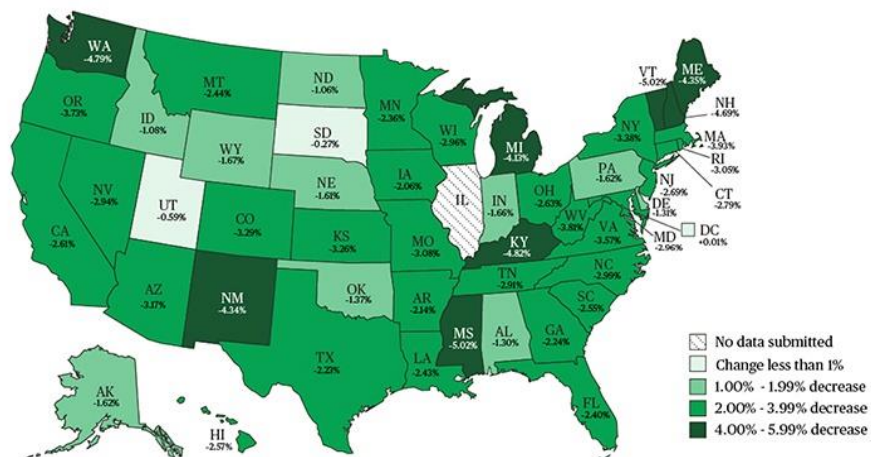 WA
-4.79%
OR
-3.73%
CA
-2.61%
NV
-2.94%
ID
-1.08%
MT
-2.44%
WY
-1.67%
UT
-0.59%
CO
-3.29%
AZ
-3.17%
NM
-4.34%
ND
-1.06%
SD
-0.27%
NE
-1.61%
KS
-3.26%
OK
-1.37%
TX
-2.23%
MN
-2.36%
IA
-2.06%
MO
-3.08%
AR
-2.14%
LA
-2.43%
WI
-2.96%
IL
MI
-4.13%
IN
-1.66%
OH
-2.63%
KY
-4.82%
TN
-2.91%
MS
-5.02%
AL
-1.30%
GA
-2.24%
FL
-2.40%
SC
-2.55%
NC
-2.99%
VA
-3.57%
WV
-3.81%
PA
-1.62%
NY
-3.38%
VT
-5.02%
ME
-4.35%
NH
-4.69%
MA
-3.93%
RI
-3.05%
CT
-2.79%
NJ
-2.69%
DE
-1.31%
DC
+0.01%
MD
-2.96%
AK
-1.62%
HI
-2.57%
No data submitted
Change less than 1%
1.00% - 1.99% decrease
2.00% - 3.99% decrease
4.00% - 5.99% decrease